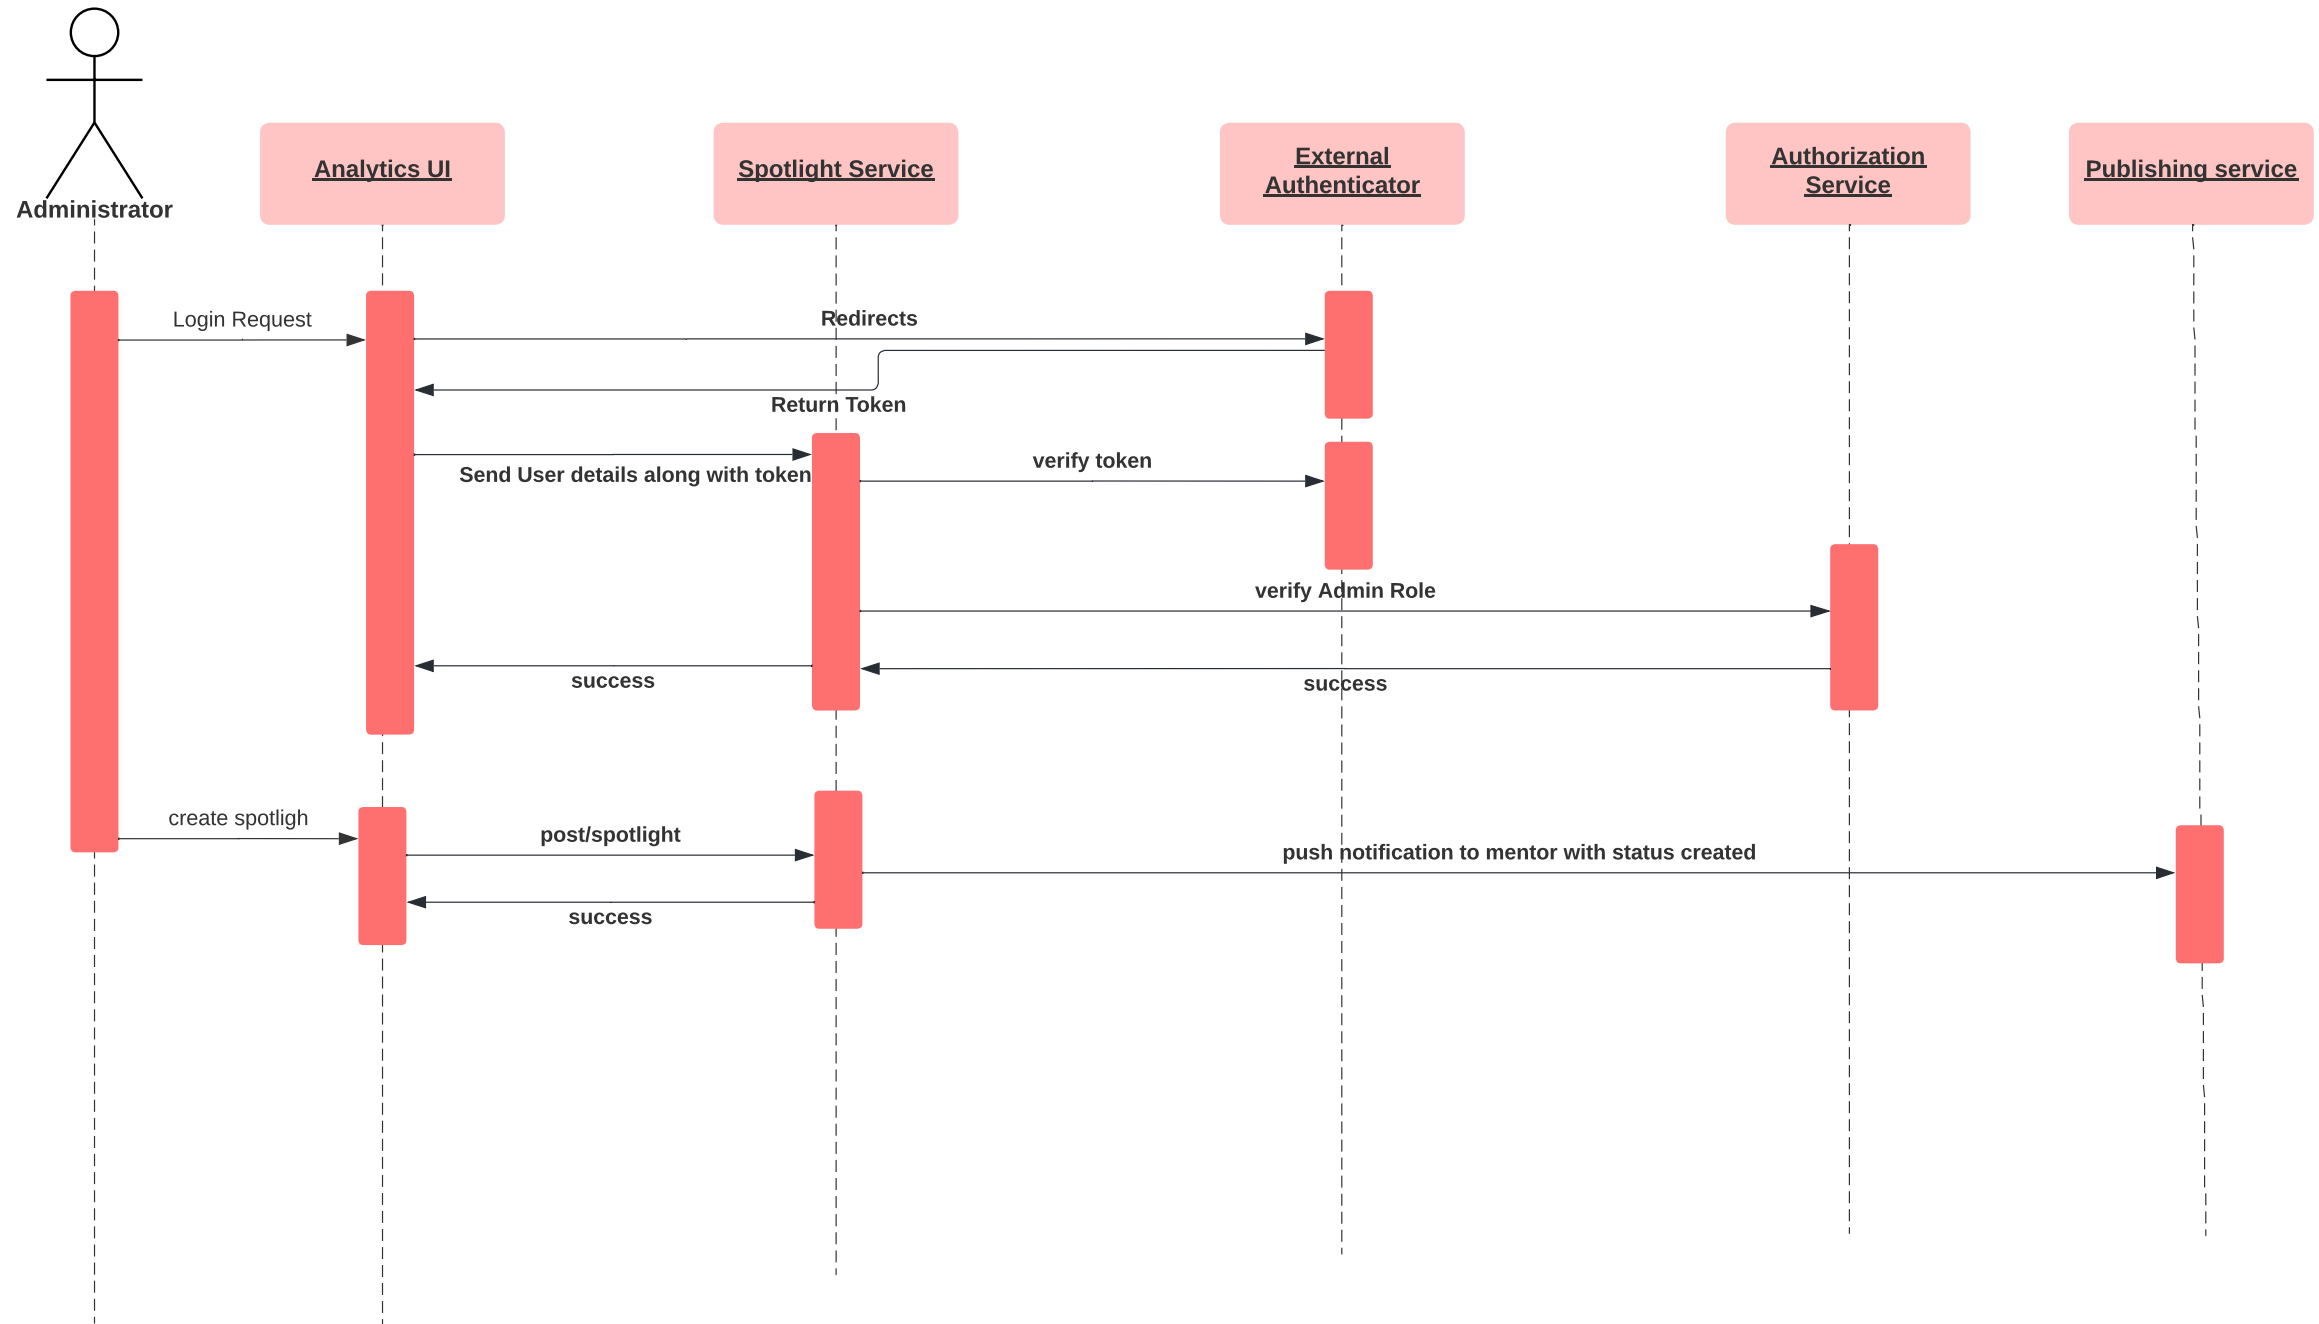 Administrator
Analytics UI
Spotlight Service
External
Authenticator
Authorization
Service
Publishing service
Login Request
Redirects
Return Token
Send User details along with token
verify token
verify Admin Role
success
success
create spotligh
post/spotlight
push notification to mentor with status created
success